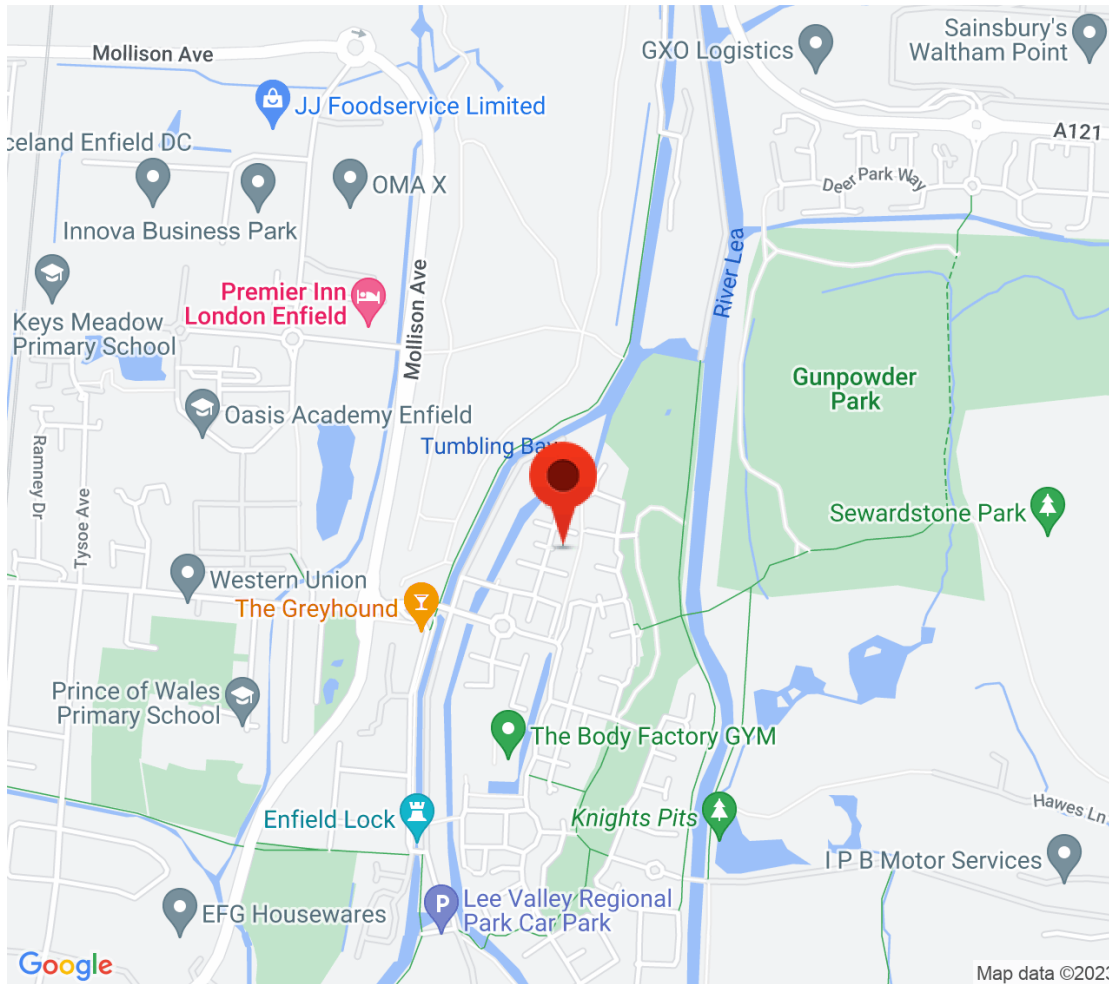 Mollison Ave
Sainsbury's
Waltham Point
GXO Logistics
JJ Foodservice Limited
A121
celand Enfield DC
OMA X
Deer Park Way
Innova Business Park
River Lea
Premier Inn
London Enfield
Mollison Ave
Keys Meadow
Primary School
Gunpowder
Park
Oasis Academy Enfield
Tumbling Bay
Ramney Dr
Tysoe Ave
Sewardstone Park
Western Union
The Greyhound
Prince of Wales
Primary School
The Body Factory GYM
Enfield Lock
Knights Pits
Hawes Ln
I P B Motor Services
EFG Housewares
P
Lee Valley Regional
Park Car Park
Google
Map data ©2023